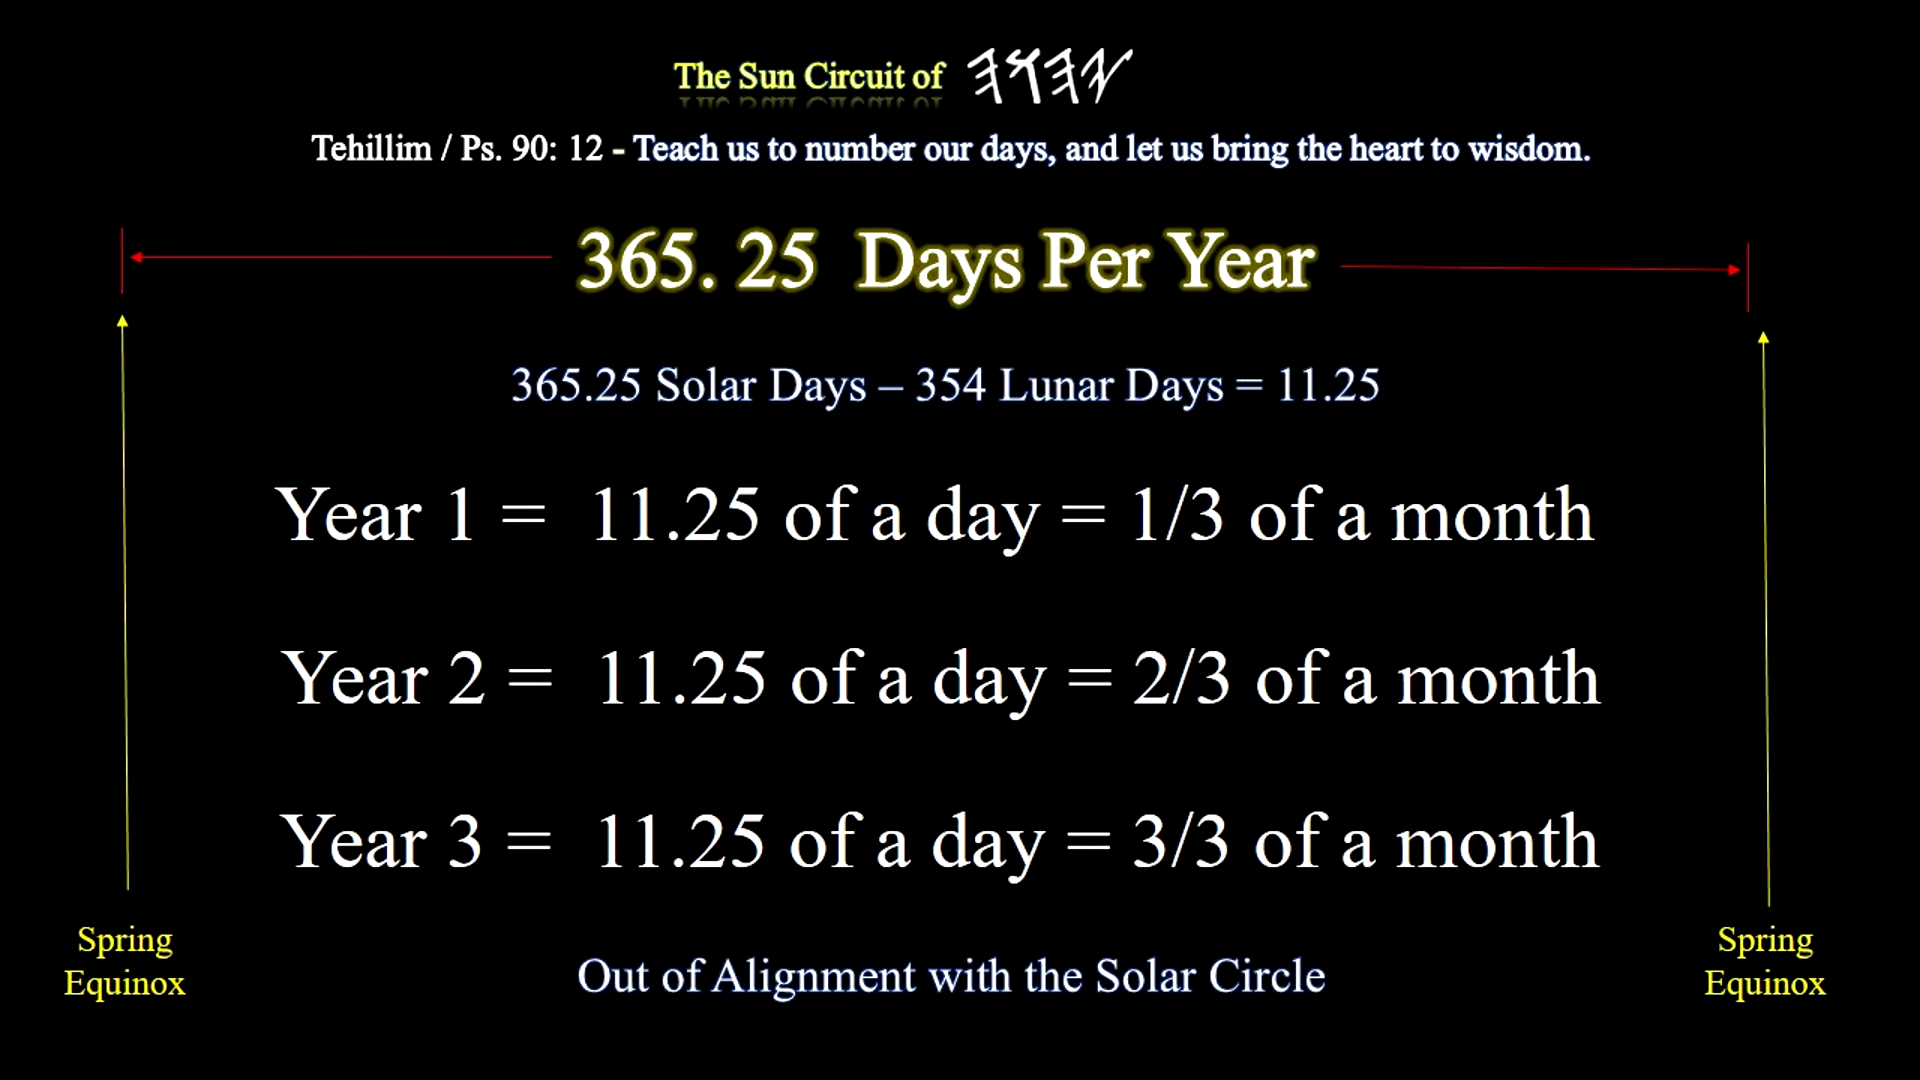 The Sun Circuit of 𐤉𐤄𐤅𐤄
Tehillim / Ps. 90: 12 - Teach us to number our days, and let us bring the heart to wisdom.
365. 25 Days Per Year
365.25 Solar Days – 354 Lunar Days = 11.25
Year 1 = 11.25 of a day = 1/3 of a month
Year 2 = 11.25 of a day = 2/3 of a month
Year 3 = 11.25 of a day = 3/3 of a month
Spring
Equinox
Out of Alignment with the Solar Circle
Spring
Equinox